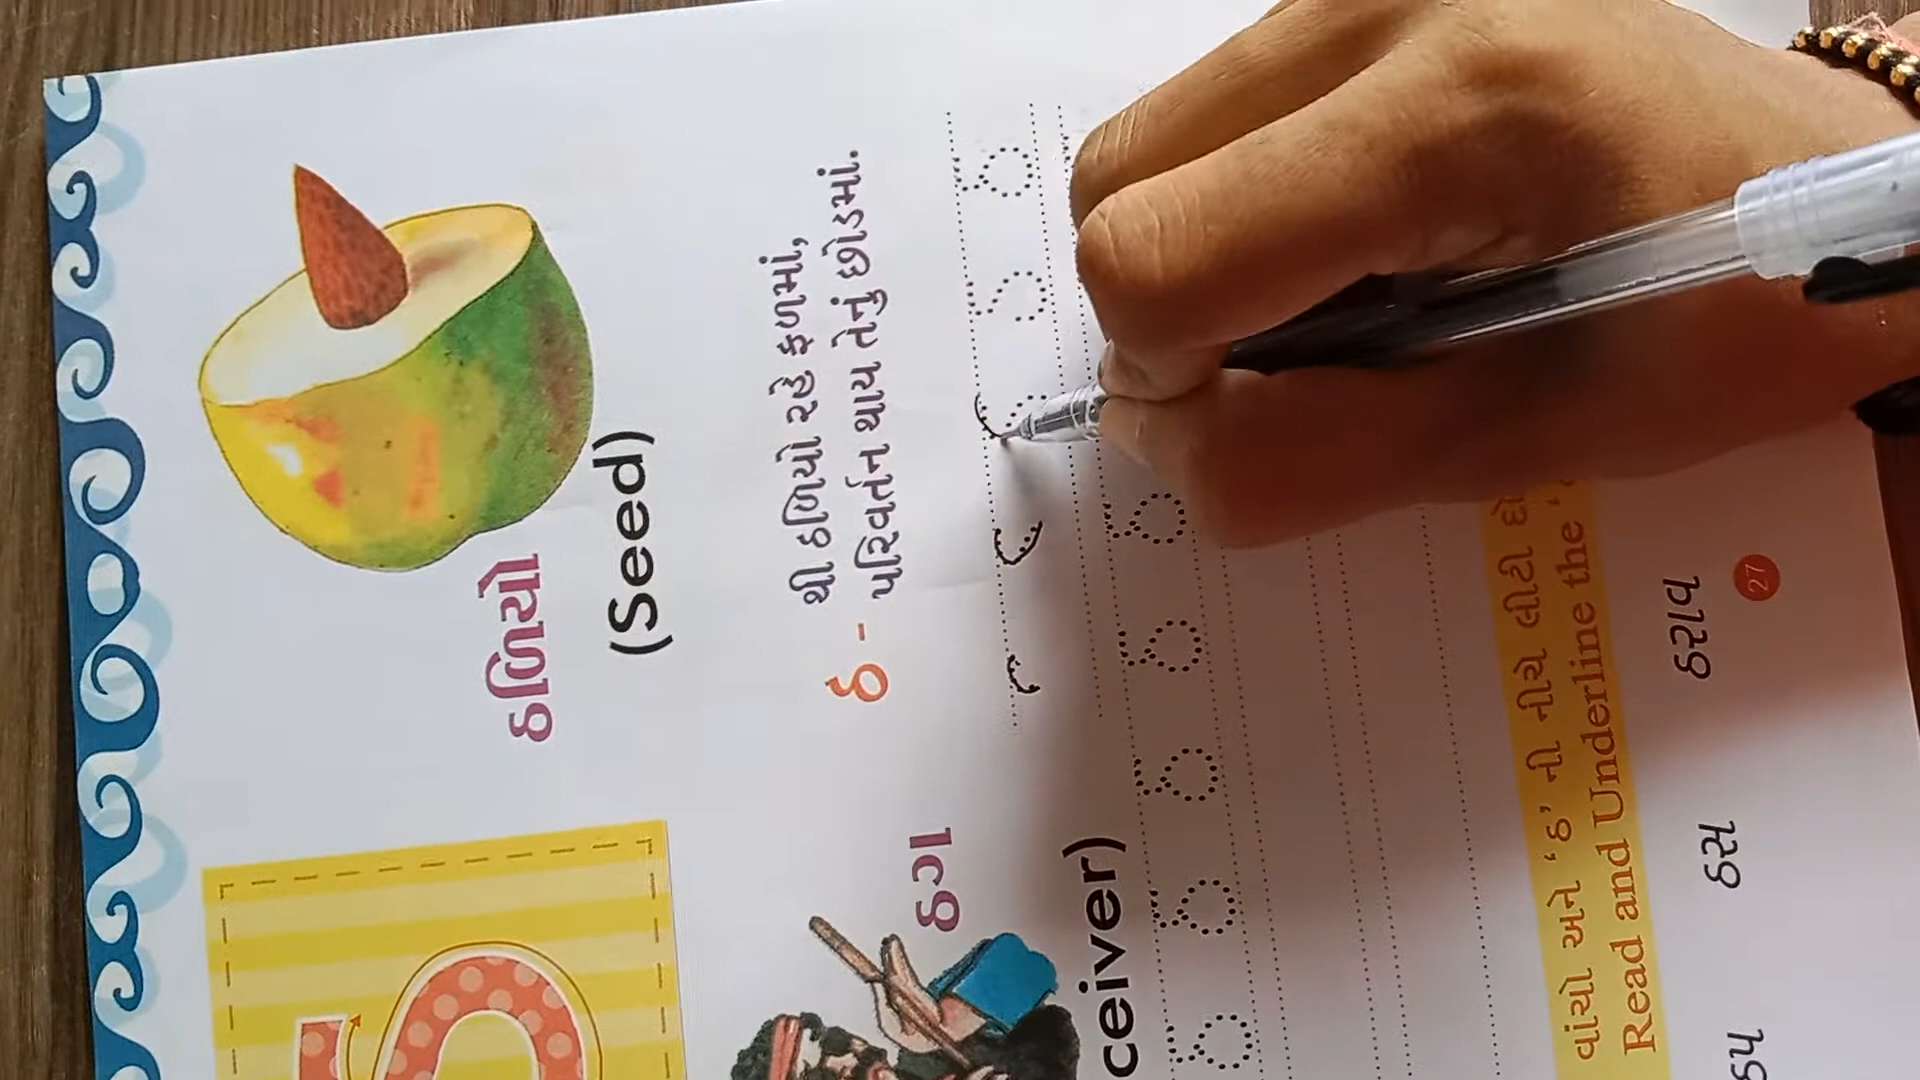 ઠળિયો
(Seed)
ઠગ
ceiver)
ઠ - થી ઠળિયો રહે ફળમાં,
પરિવર્તન થાય તેનું છોડમાં.
ઠ ઠ ઠ ઠ ઠ
વાંચો અને ‘ઠ’ ની નીચે લીટી દો
Read and Underline the ‘
ઠપ ઠસ ઠરાવ
27